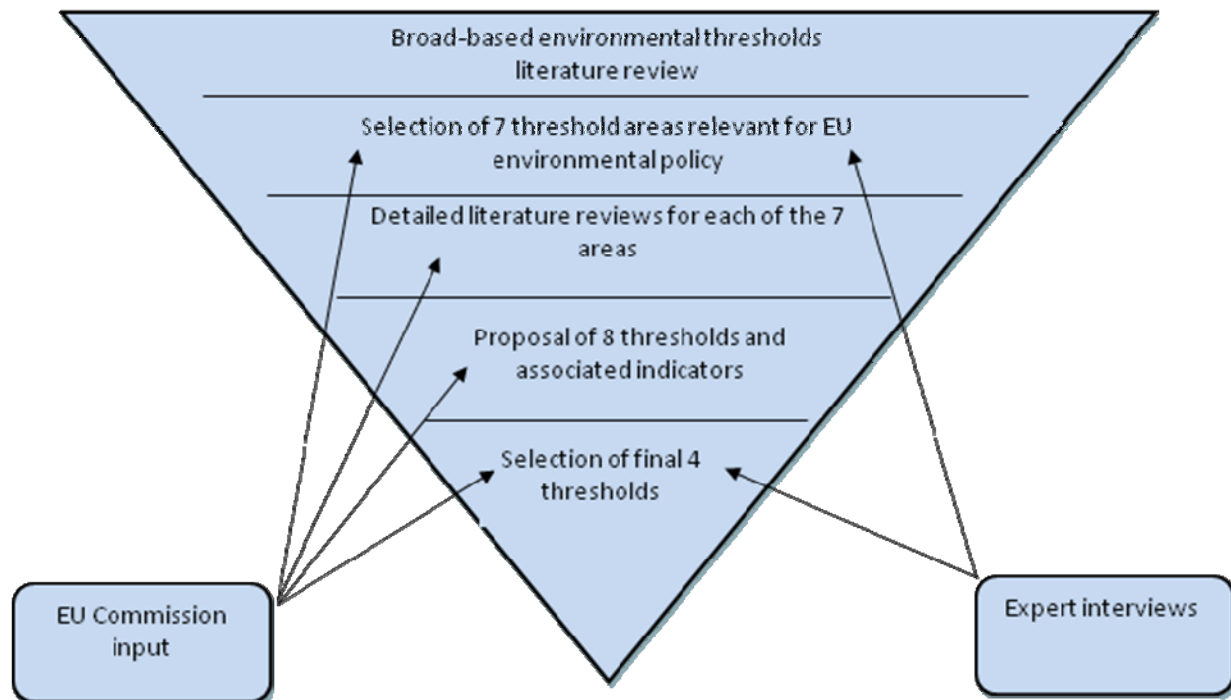 Broad-based environmental thresholds
literature review
Selection of 7 threshold areas relevant for EU
environmental policy
Detailed literature reviews for each of the 7
areas
Proposal of 8 thresholds and
associated indicators
Selection of final 4
thresholds
EU Commission
input
Expert interviews